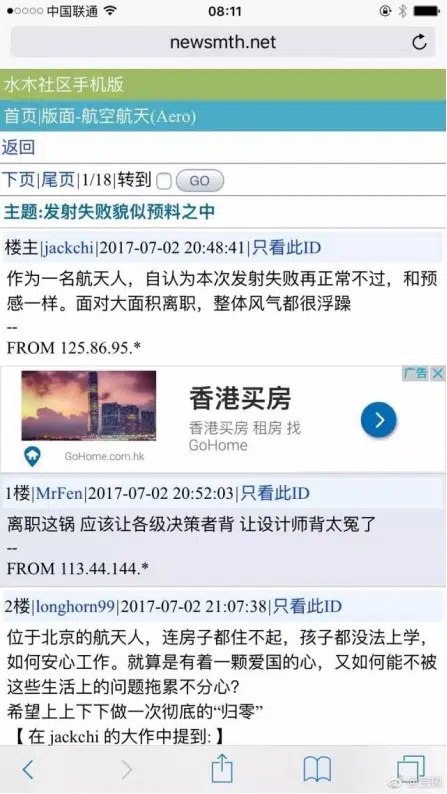 中国联通 08:11
newsmth.net
水木社区手机版
首页|版面-航空航天(Aero)
返回
下页|尾页|1/18|转到 GO
主题:发射失败貌似预料之中
楼主|jackchi|2017-07-02 20:48:41|只看此ID
作为一名航天人，自认为本次发射失败再正常不过，和预
感一样。面对大面积离职，整体风气都很浮躁
--
FROM 125.86.95.*
广告
香港买房
香港买房 租房 找
GoHome
GoHome.com.hk
1楼|MrFen|2017-07-02 20:52:03|只看此ID
离职这锅 应该让各级决策者背 让设计师背太冤了
--
FROM 113.44.144.*
2楼|longhorn99|2017-07-02 21:07:38|只看此ID
位于北京的航天人，连房子都住不起，孩子都没法上学，
如何安心工作。就算是有着一颗爱国的心，又如何能不被
这些生活上的问题拖累不分心？
希望上上下下做一次彻底的“归零”
【 在 jackchi 的大作中提到: 】